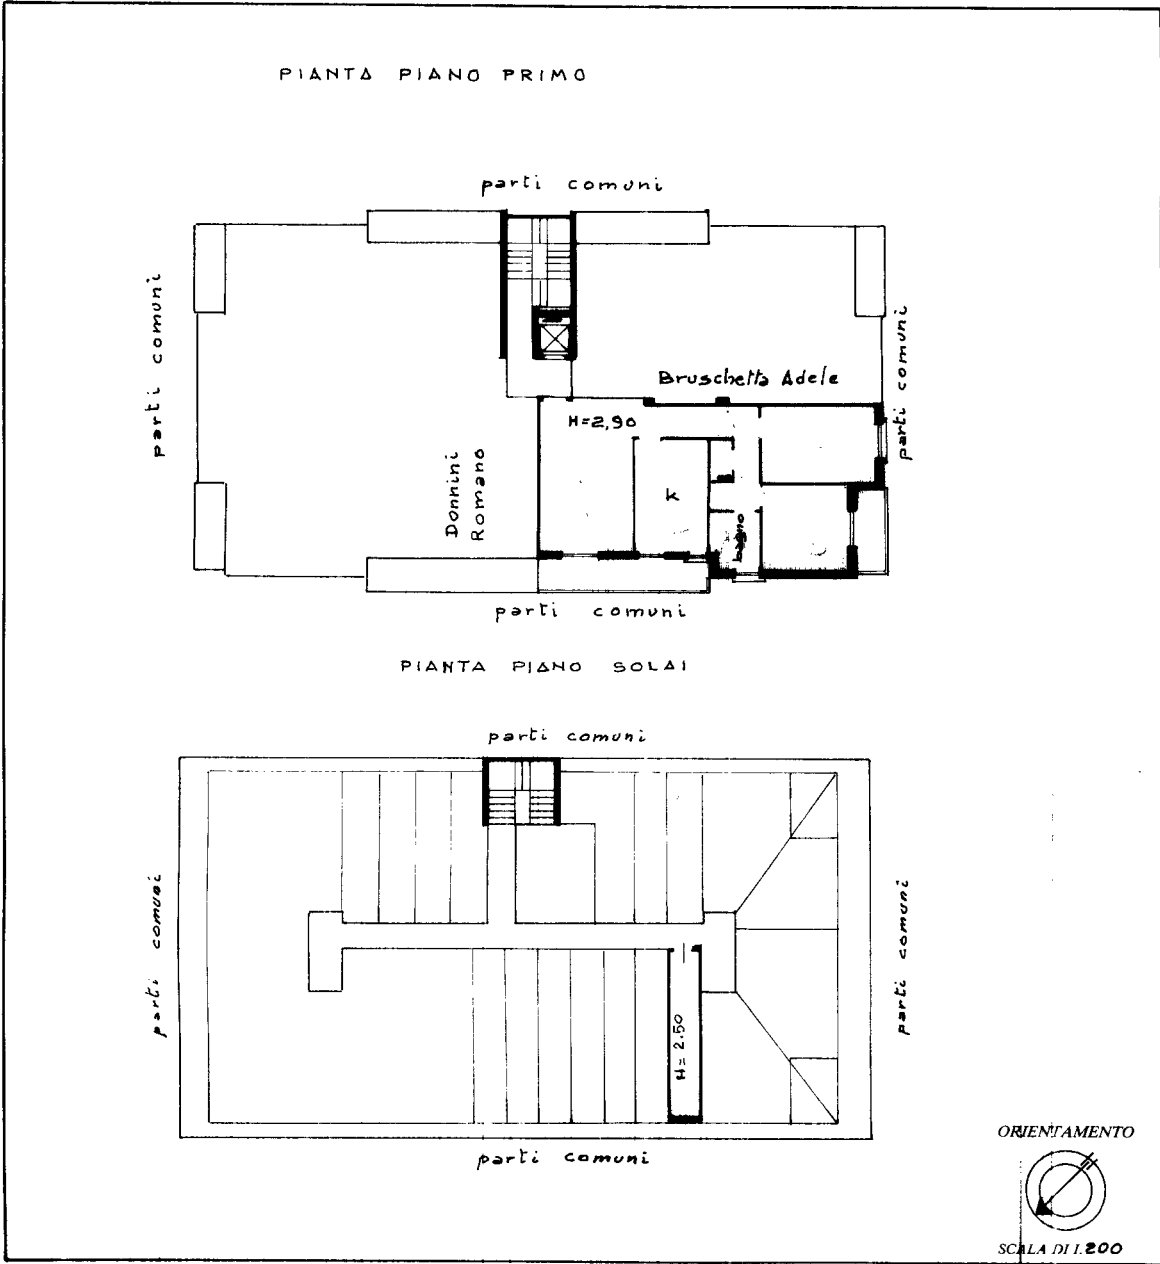 PIANTA PIANO PRIMO
parti comuni
parti comuni
parti comuni
Bruschetta Adele
H=2,90
Donnini
Romano
K
bagno
parti comuni
PIANTA PIANO SOLAI
parti comuni
parti comuni
parti comuni
H= 2.50
parti comuni
ORIENTAMENTO
SCALA DI 1.200